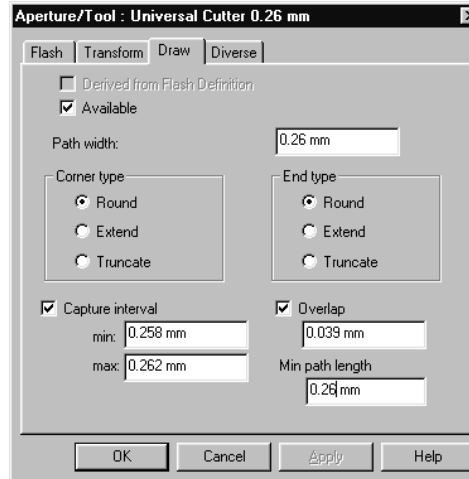 Aperture/Tool : Universal Cutter 0.26 mm
Flash Transform Draw Diverse
Derived from Flash Definition
Available
Path width: 0.26 mm
Corner type End type
Round Round
Extend Extend
Truncate Truncate
Capture interval Overlap
min: 0.258 mm 0.039 mm
max: 0.262 mm Min path length
0.26 mm
OK Cancel Apply Help